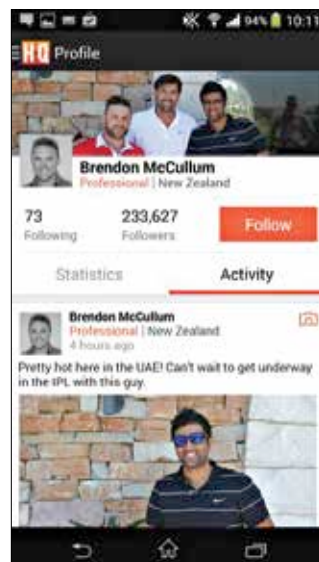 94% 10:11
HQ Profile
Brendon McCullum
Professional | New Zealand
73
Following
233,627
Followers
Follow
Statistics
Activity
Brendon McCullum
Professional | New Zealand
4 hours ago
Pretty hot here in the UAE! Can't wait to get underway
in the IPL with this guy.